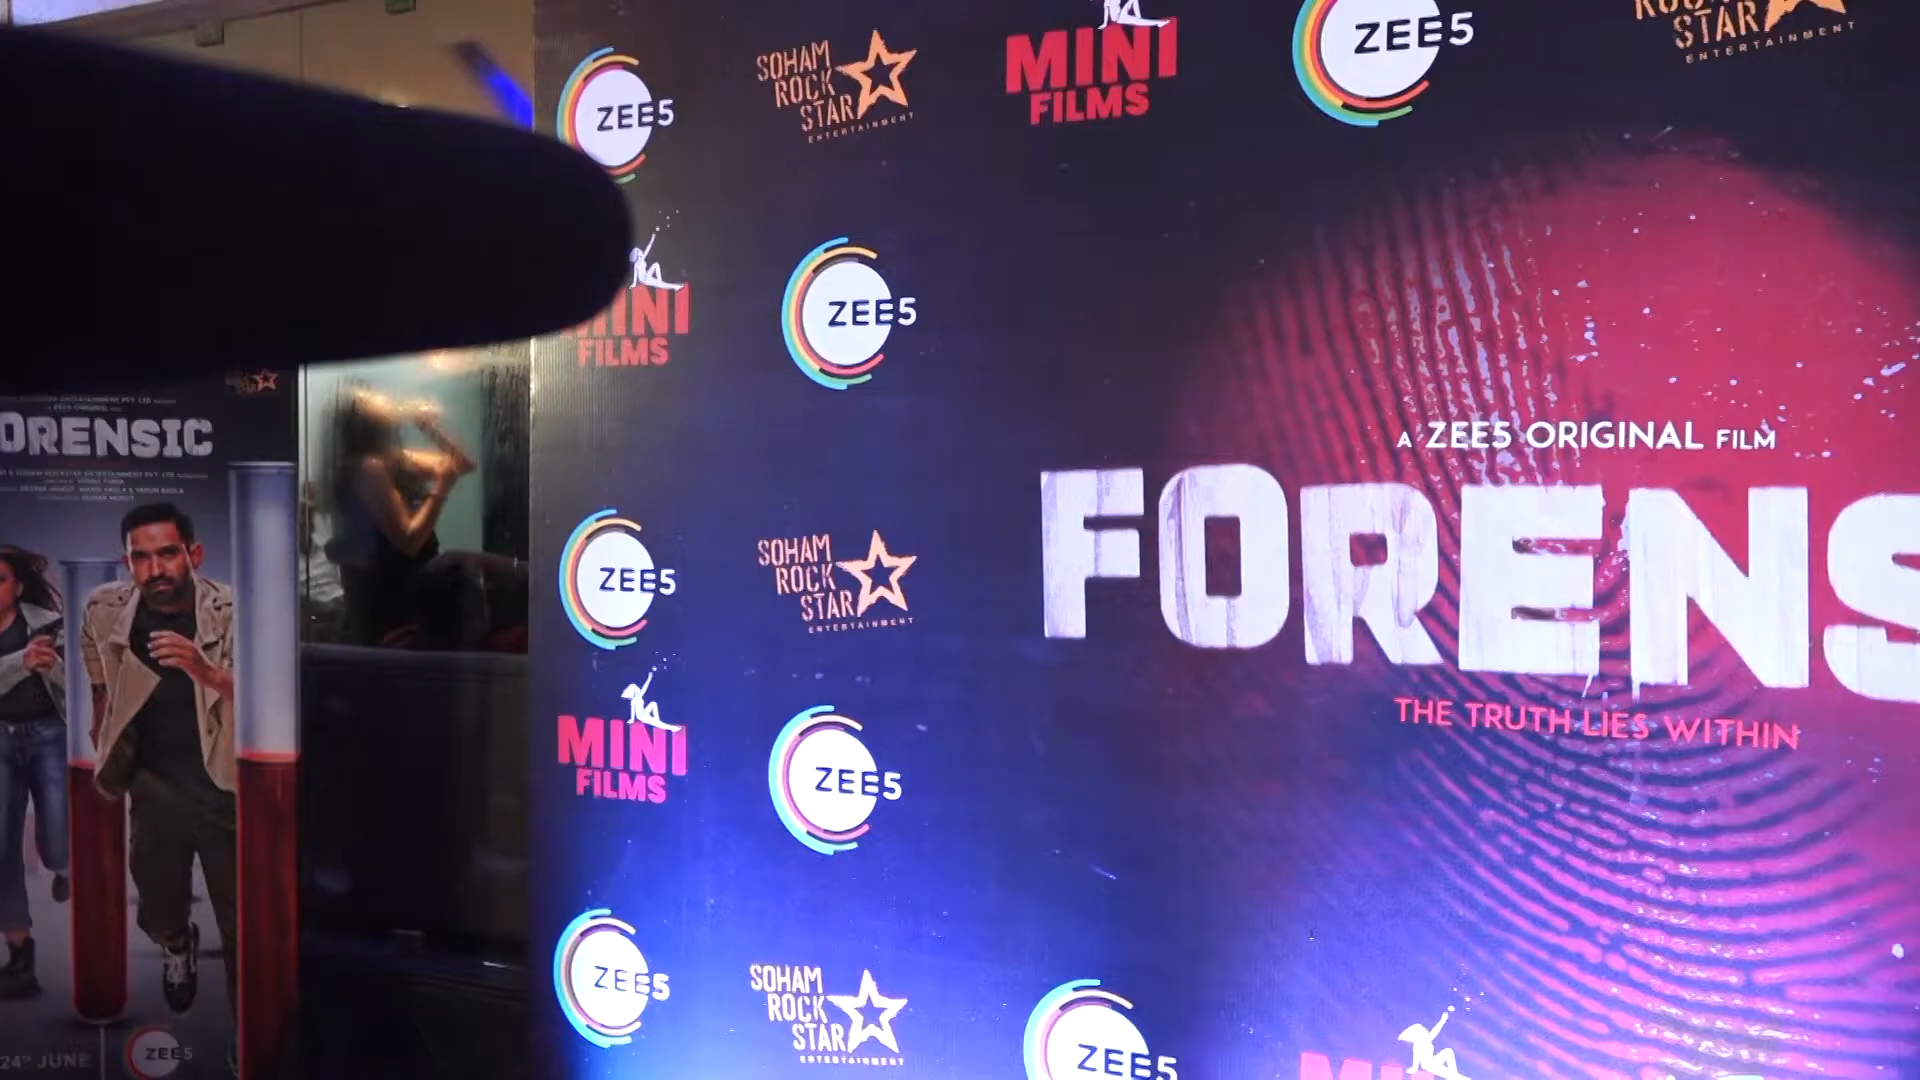 ZEE5
SOHAM
ROCK
STAR
ENTERTAINMENT
MINI
FILMS
ZEE5
STAR
ENTERTAINMENT
MINI
FILMS
ZEE5
A ZEE5 ORIGINAL FILM
FORENS
THE TRUTH LIES WITHIN
ZEE5
SOHAM
ROCK
STAR
ENTERTAINMENT
MINI
FILMS
ZEE5
ZEE5
SOHAM
ROCK
STAR
ENTERTAINMENT
ZEE5
ORENSIC
24TH JUNE
ZEE5